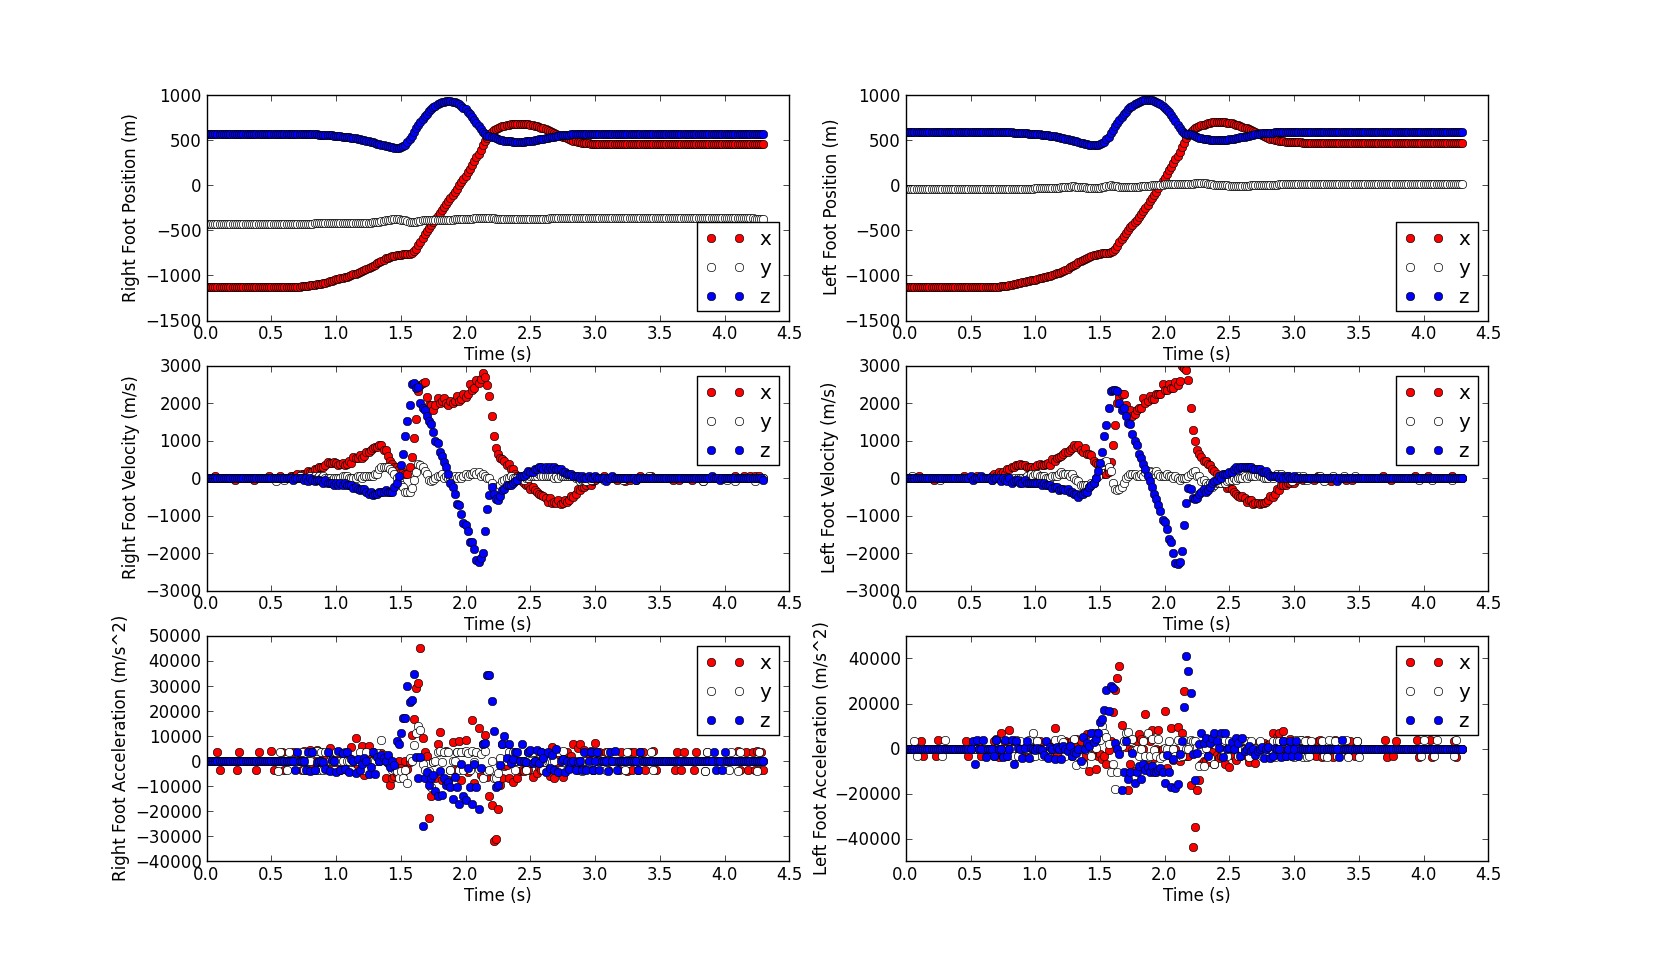 Right Foot Position (m)
1000
500
0
−500
−1000
−1500
0.0 0.5 1.0 1.5 2.0 2.5 3.0 3.5 4.0 4.5
Time (s)
x
y
z
Left Foot Position (m)
1000
500
0
−500
−1000
−1500
0.0 0.5 1.0 1.5 2.0 2.5 3.0 3.5 4.0 4.5
Time (s)
x
y
z
Right Foot Velocity (m/s)
3000
2000
1000
0
−1000
−2000
−3000
0.0 0.5 1.0 1.5 2.0 2.5 3.0 3.5 4.0 4.5
Time (s)
x
y
z
Left Foot Velocity (m/s)
3000
2000
1000
0
−1000
−2000
−3000
0.0 0.5 1.0 1.5 2.0 2.5 3.0 3.5 4.0 4.5
Time (s)
x
y
z
Right Foot Acceleration (m/s^2)
50000
40000
30000
20000
10000
0
−10000
−20000
−30000
−40000
0.0 0.5 1.0 1.5 2.0 2.5 3.0 3.5 4.0 4.5
Time (s)
x
y
z
Left Foot Acceleration (m/s^2)
40000
20000
0
−20000
−40000
0.0 0.5 1.0 1.5 2.0 2.5 3.0 3.5 4.0 4.5
Time (s)
x
y
z